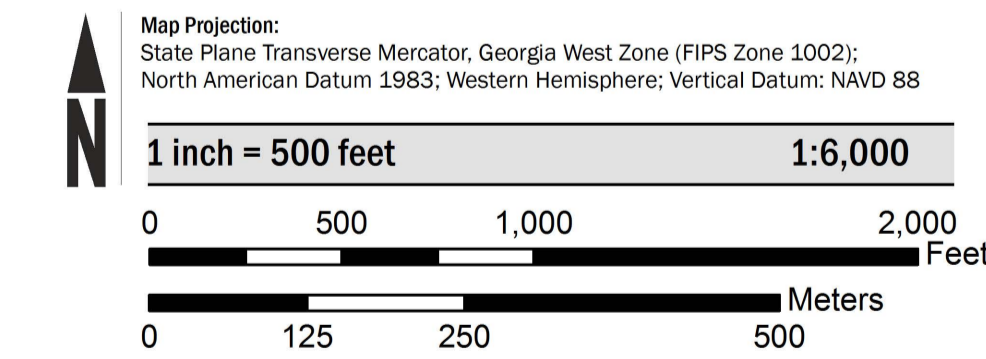 N
Map Projection:
State Plane Transverse Mercator, Georgia West Zone (FIPS Zone 1002);
North American Datum 1983; Western Hemisphere; Vertical Datum: NAVD 88
1 inch = 500 feet 1:6,000
0 500 1,000 2,000
Feet
Meters
0 125 250 500